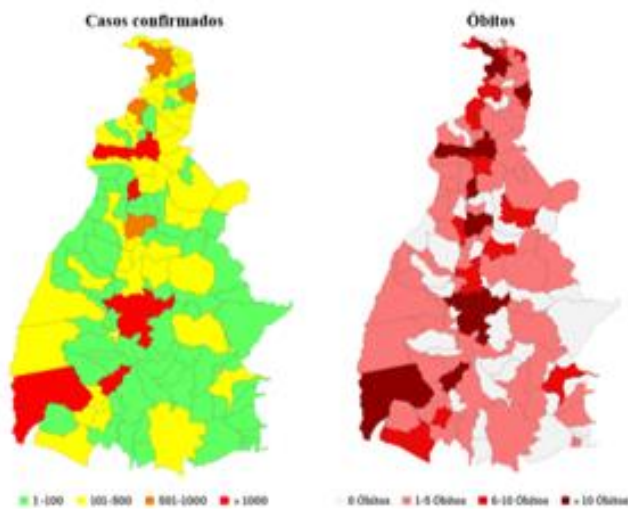 Casos confirmados
Óbitos
1 -100
101-500
501-1000
> 1000
0 Óbitos
1-5 Óbitos
6-10 Óbitos
> 10 Óbitos